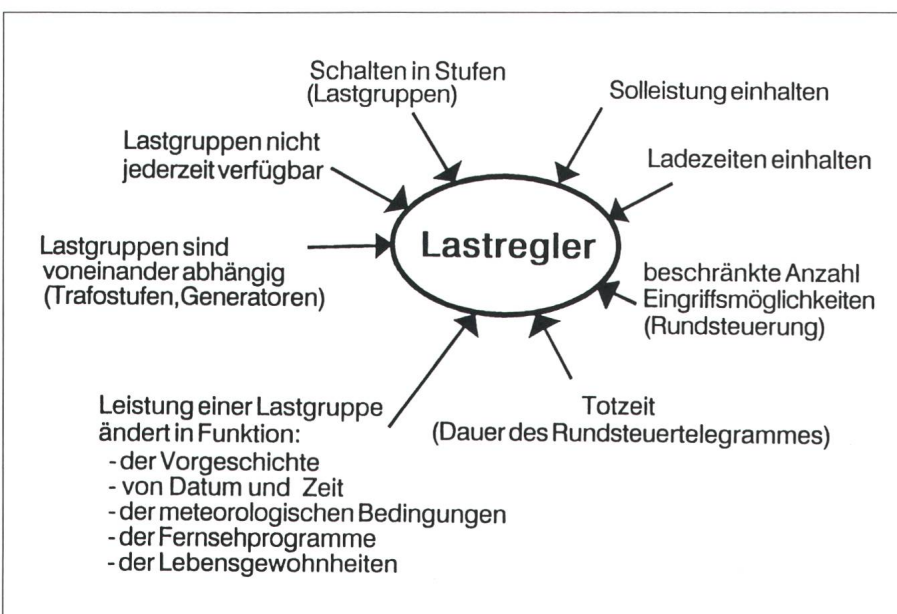 Schalten in Stufen
(Lastgruppen)
Solleistung einhalten
Lastgruppen nicht
jederzeit verfügbar
Ladezeiten einhalten
Lastregler
Lastgruppen sind
voneinander abhängig
(Trafostufen, Generatoren)
beschränkte Anzahl
Eingriffsmöglichkeiten
(Rundsteuerung)
Leistung einer Lastgruppe
ändert in Funktion:
- der Vorgeschichte
- von Datum und Zeit
- der meteorologischen Bedingungen
- der Fernsehprogramme
- der Lebensgewohnheiten
Totzeit
(Dauer des Rundsteuertelegrammes)